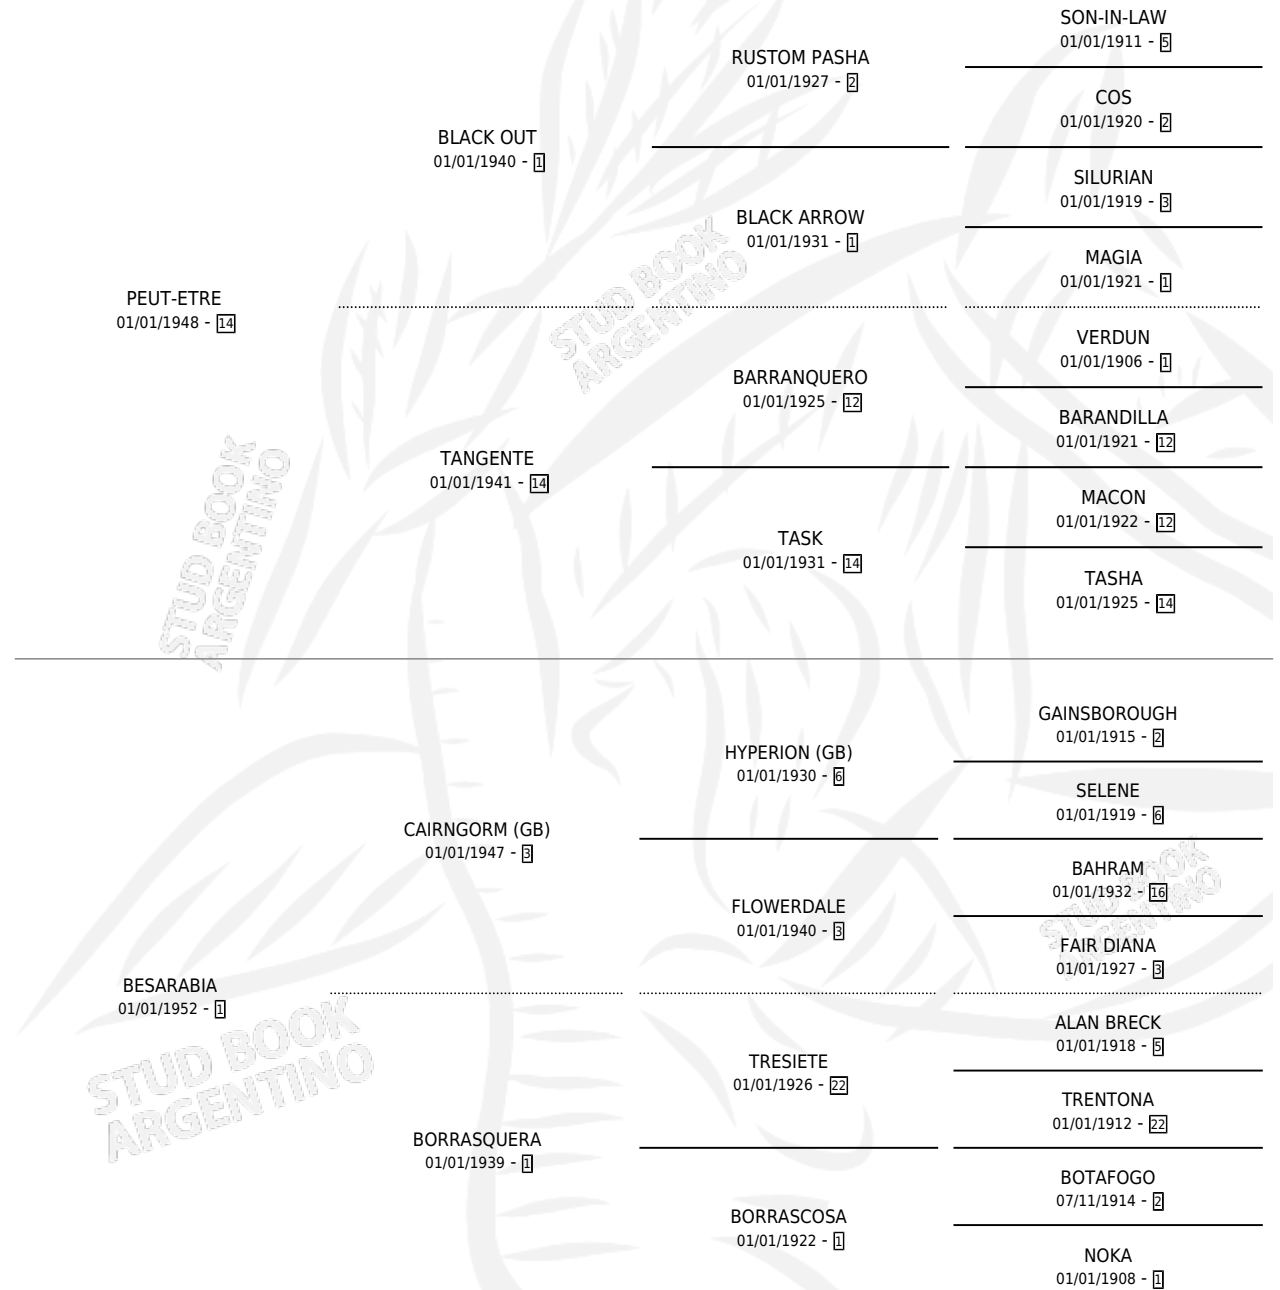 SON-IN-LAW
01/01/1911 - 5
RUSTOM PASHA
01/01/1927 - 2
COS
01/01/1920 - 2
BLACK OUT
01/01/1940 - 1
SILURIAN
01/01/1919 - 3
BLACK ARROW
01/01/1931 - 1
MAGIA
01/01/1921 - 1
PEUT-ETRE
01/01/1948 - 14
VERDUN
01/01/1906 - 1
BARRANQUERO
01/01/1925 - 12
BARANDILLA
01/01/1921 - 12
TANGENTE
01/01/1941 - 14
MACON
01/01/1922 - 12
TASK
01/01/1931 - 14
TASHA
01/01/1925 - 14
GAINSBOROUGH
01/01/1915 - 2
HYPERION (GB)
01/01/1930 - 6
SELENE
01/01/1919 - 6
CAIRNGORM (GB)
01/01/1947 - 3
BAHRAM
01/01/1932 - 16
FLOWERDALE
01/01/1940 - 3
FAIR DIANA
01/01/1927 - 3
BESARABIA
01/01/1952 - 1
ALAN BRECK
01/01/1918 - 5
TRESIETE
01/01/1926 - 22
TRENTONA
01/01/1912 - 22
BORRASQUERA
01/01/1939 - 1
BOTAFOGO
07/11/1914 - 2
BORRASCOSA
01/01/1922 - 1
NOKA
01/01/1908 - 1
STUD BOOK
ARGENTINO
STUD BOOK
ARGENTINO
STUD BOOK
ARGENTINO
STUD BOOK
ARGENTINO